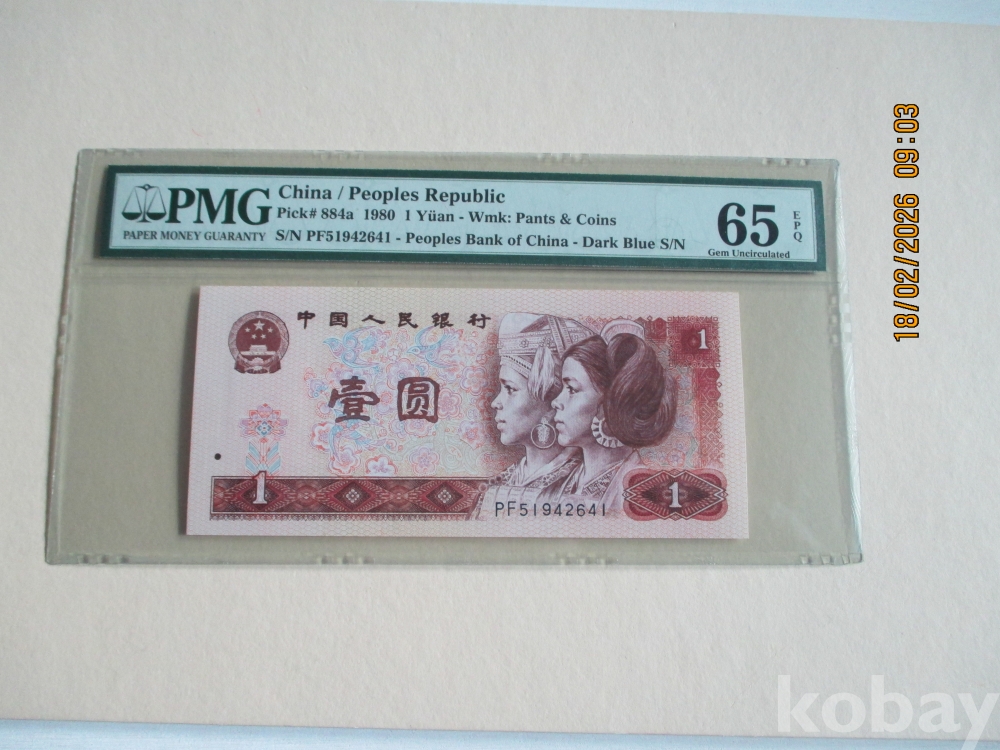 PMG
PAPER MONEY GUARANTY
China / Peoples Republic
Pick# 884a 1980 1 Yüan - Wmk: Pants & Coins
S/N PF51942641 - Peoples Bank of China - Dark Blue S/N
65 EPQ
Gem Uncirculated
中国人民银行
1
壹圆
1
PF51942641
1
18/02/2026 09:03
kobay